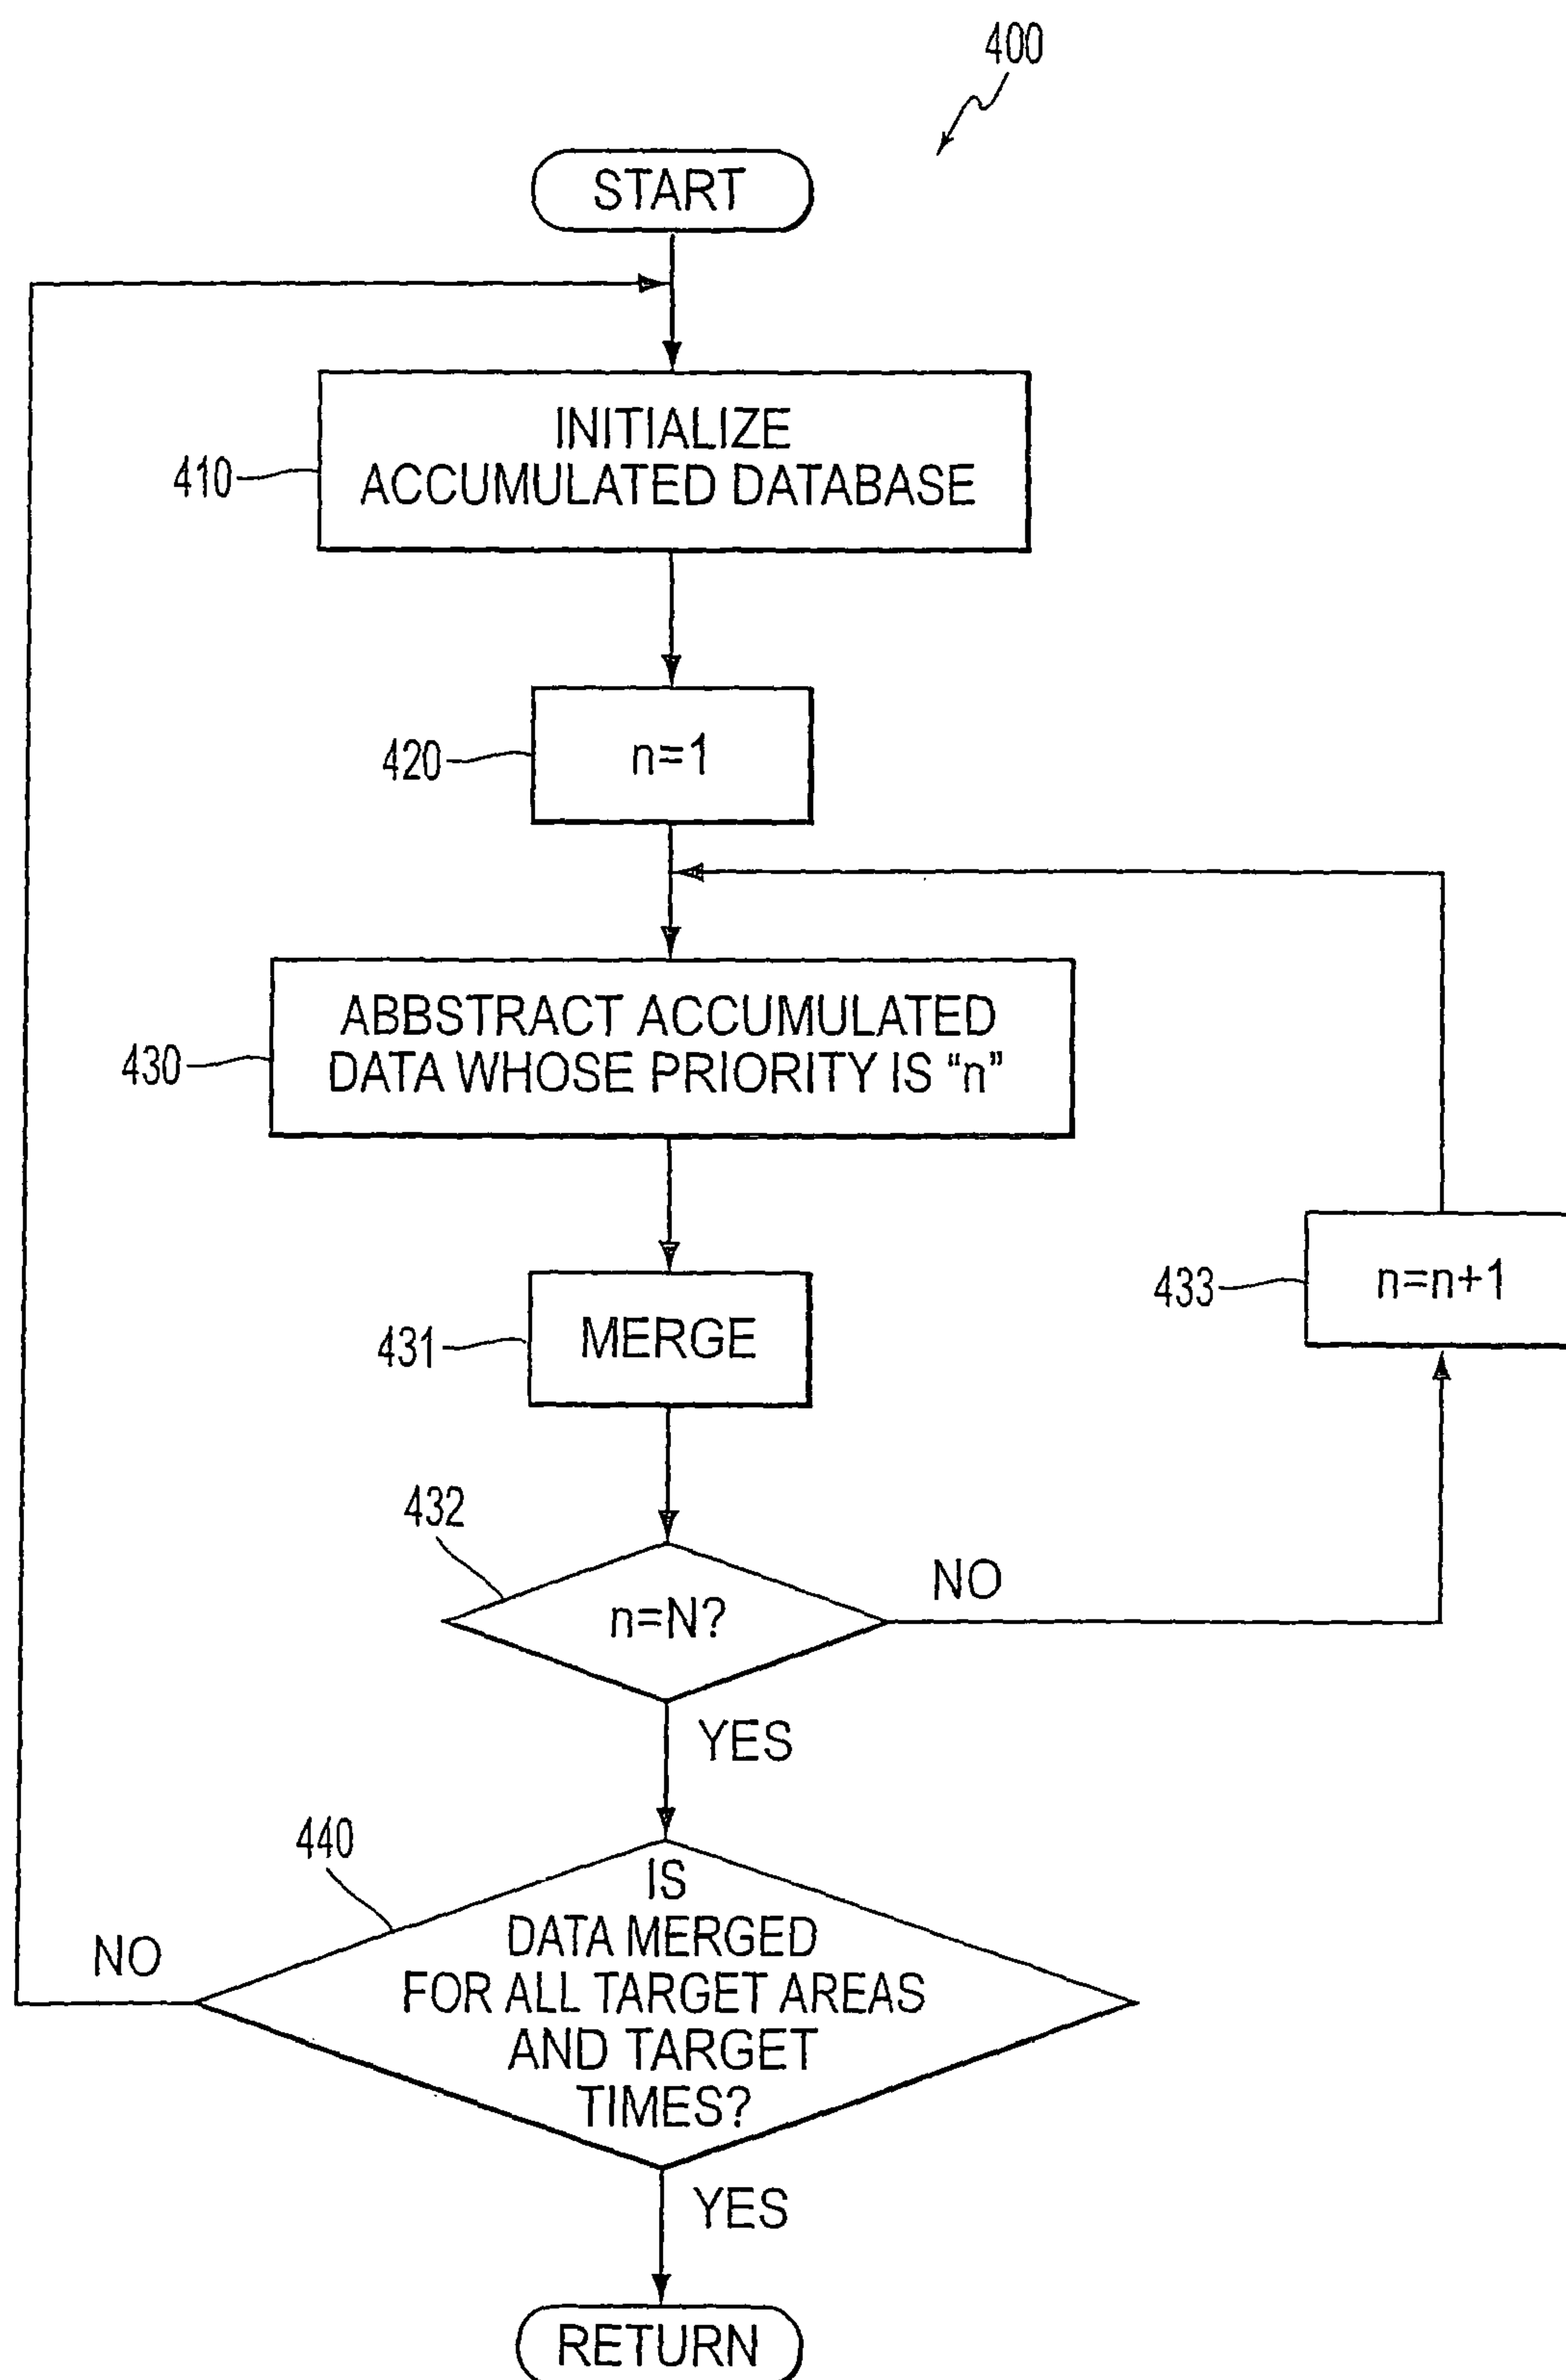 400
START
INITIALIZE
ACCUMULATED DATABASE
410
n=1
420
ABBSTRACT ACCUMULATED
DATA WHOSE PRIORITY IS “n”
430
MERGE
431
n=n+1
433
432
n=N?
NO
YES
440
IS
DATA MERGED
FOR ALL TARGET AREAS
AND TARGET
TIMES?
NO
YES
RETURN